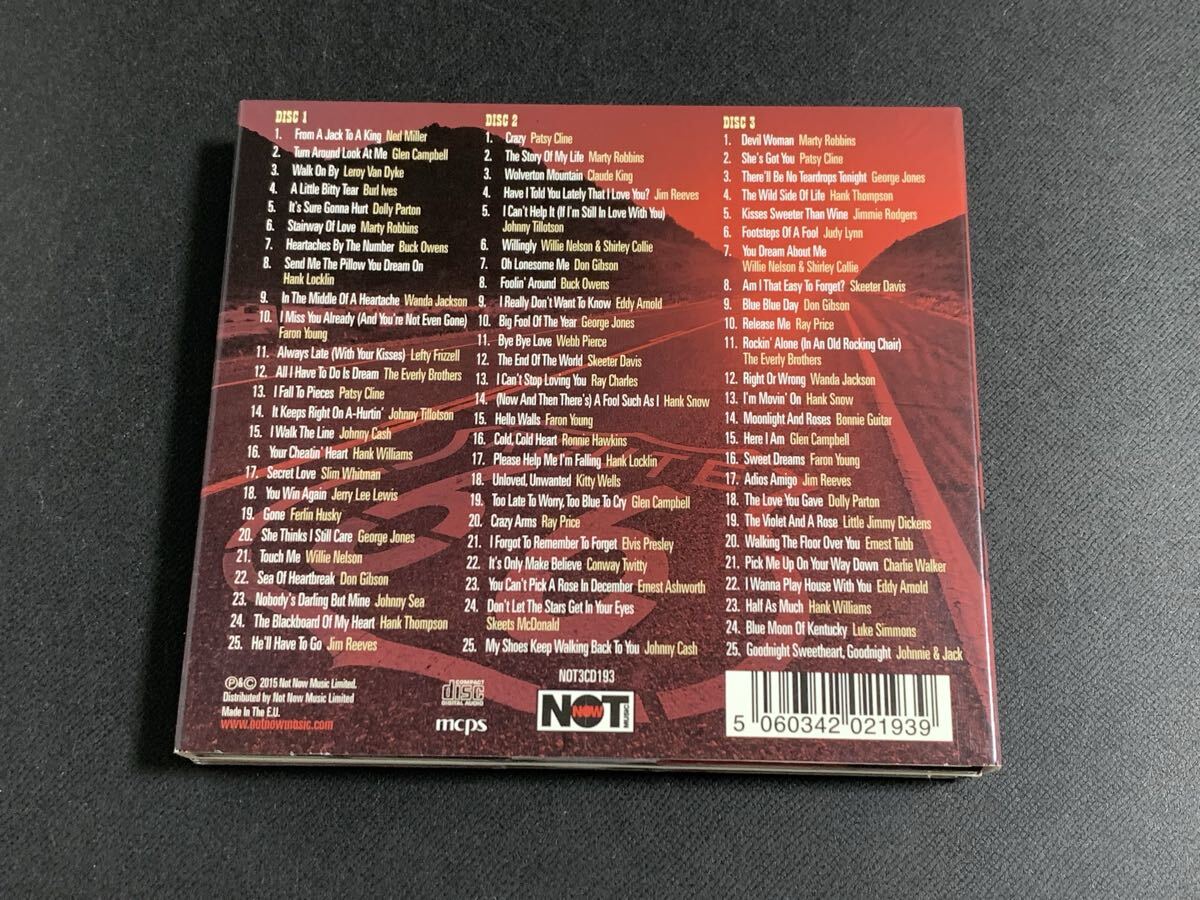 DISC 1
1. From A Jack To A King Ned Miller
2. Turn Around Look At Me Glen Campbell
3. Walk On By Leroy Van Dyke
4. A Little Bitty Tear Burl Ives
5. It's Sure Gonna Hurt Dolly Parton
6. Stairway Of Love Marty Robbins
7. Heartaches By The Number Buck Owens
8. Send Me The Pillow You Dream On
Hank Locklin
9. In The Middle Of A Heartache Wanda Jackson
10. I Miss You Already (And You're Not Even Gone)
Faron Young
11. Always Late (With Your Kisses) Lefty Frizzell
12. All I Have To Do Is Dream The Everly Brothers
13. I Fall To Pieces Patsy Cline
14. It Keeps Right On A-Hurtin' Johnny Tillotson
15. I Walk The Line Johnny Cash
16. Your Cheatin' Heart Hank Williams
17. Secret Love Slim Whitman
18. You Win Again Jerry Lee Lewis
19. Gone Ferlin Husky
20. She Thinks I Still Care George Jones
21. Touch Me Willie Nelson
22. Sea Of Heartbreak Don Gibson
23. Nobody's Darling But Mine Johnny Sea
24. The Blackboard Of My Heart Hank Thompson
25. He'll Have To Go Jim Reeves
DISC 2
1. Crazy Patsy Cline
2. The Story Of My Life Marty Robbins
3. Wolverton Mountain Claude King
4. Have I Told You Lately That I Love You? Jim Reeves
5. I Can't Help It (If I'm Still In Love With You)
Johnny Tillotson
6. Willingly Willie Nelson & Shirley Collie
7. Oh Lonesome Me Don Gibson
8. Foolin' Around Buck Owens
9. I Really Don't Want To Know Eddy Arnold
10. Big Fool Of The Year George Jones
11. Bye Bye Love Webb Pierce
12. The End Of The World Skeeter Davis
13. I Can't Stop Loving You Ray Charles
14. (Now And Then There's) A Fool Such As I Hank Snow
15. Hello Walls Faron Young
16. Cold, Cold Heart Ronnie Hawkins
17. Please Help Me I'm Falling Hank Locklin
18. Unloved, Unwanted Kitty Wells
19. Too Late To Worry, Too Blue To Cry Glen Campbell
20. Crazy Arms Ray Price
21. I Forgot To Remember To Forget Elvis Presley
22. It's Only Make Believe Conway Twitty
23. You Can't Pick A Rose In December Ernest Ashworth
24. Don't Let The Stars Get In Your Eyes
Skeets McDonald
25. My Shoes Keep Walking Back To You Johnny Cash
DISC 3
1. Devil Woman Marty Robbins
2. She's Got You Patsy Cline
3. There'll Be No Teardrops Tonight George Jones
4. The Wild Side Of Life Hank Thompson
5. Kisses Sweeter Than Wine Jimmie Rodgers
6. Footsteps Of A Fool Judy Lynn
7. You Dream About Me
Willie Nelson & Shirley Collie
8. Am I That Easy To Forget? Skeeter Davis
9. Blue Blue Day Don Gibson
10. Release Me Ray Price
11. Rockin' Alone (In An Old Rocking Chair)
The Everly Brothers
12. Right Or Wrong Wanda Jackson
13. I'm Movin' On Hank Snow
14. Moonlight And Roses Bonnie Guitar
15. Here I Am Glen Campbell
16. Sweet Dreams Faron Young
17. Adios Amigo Jim Reeves
18. The Love You Gave Dolly Parton
19. The Violet And A Rose Little Jimmy Dickens
20. Walking The Floor Over You Ernest Tubb
21. Pick Me Up On Your Way Down Charlie Walker
22. I Wanna Play House With You Eddy Arnold
23. Half As Much Hank Williams
24. Blue Moon Of Kentucky Luke Simmons
25. Goodnight Sweetheart, Goodnight Johnnie & Jack
℗&© 2015 Not Now Music Limited.
Distributed by Not Now Music Limited
Made In The E.U.
www.notnowmusic.com
COMPACT
disc
DIGITAL AUDIO
mcps
NOT3CD193
NOT
NOW
MUSIC
5 060342 021939